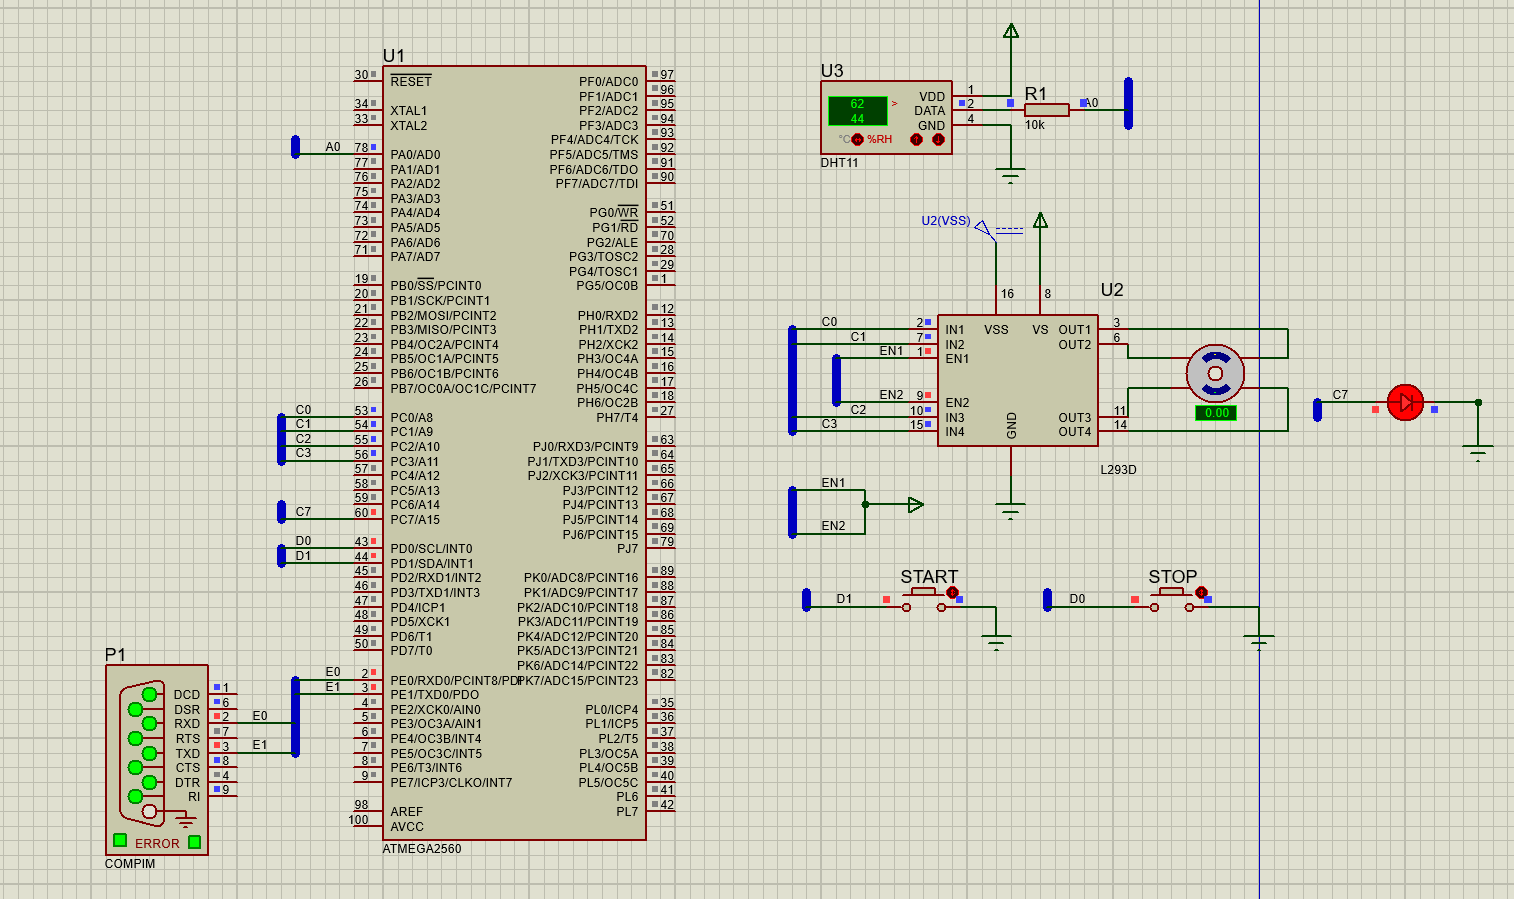 U1
30 RESET PF0/ADC0 97
PF1/ADC1 96
34 XTAL1 PF2/ADC2 95
33 XTAL2 PF3/ADC3 94
PF4/ADC4/TCK 93
A0 78 PA0/AD0 PF5/ADC5/TMS 92
77 PA1/AD1 PF6/ADC6/TDO 91
76 PA2/AD2 PF7/ADC7/TDI 90
75 PA3/AD3
74 PA4/AD4 PG0/WR 51
73 PA5/AD5 PG1/RD 52
72 PA6/AD6 PG2/ALE 70
71 PA7/AD7 PG3/TOSC2 28
PG4/TOSC1 29
19 PB0/SS/PCINT0 PG5/OC0B 1
20 PB1/SCK/PCINT1
21 PB2/MOSI/PCINT2 PH0/RXD2 12
22 PB3/MISO/PCINT3 PH1/TXD2 13
23 PB4/OC2A/PCINT4 PH2/XCK2 14
24 PB5/OC1A/PCINT5 PH3/OC4A 15
25 PB6/OC1B/PCINT6 PH4/OC4B 16
26 PB7/OC0A/OC1C/PCINT7 PH5/OC4C 17
PH6/OC2B 18
C0 53 PC0/A8 PH7/T4 27
C1 54 PC1/A9
C2 55 PC2/A10 PJ0/RXD3/PCINT9 63
C3 56 PC3/A11 PJ1/TXD3/PCINT10 64
57 PC4/A12 PJ2/XCK3/PCINT11 65
58 PC5/A13 PJ3/PCINT12 66
59 PC6/A14 PJ4/PCINT13 67
C7 60 PC7/A15 PJ5/PCINT14 68
PJ6/PCINT15 69
D0 43 PD0/SCL/INT0 PJ7 79
D1 44 PD1/SDA/INT1
45 PD2/RXD1/INT2 PK0/ADC8/PCINT16 89
46 PD3/TXD1/INT3 PK1/ADC9/PCINT17 88
47 PD4/ICP1 PK2/ADC10/PCINT18 87
48 PD5/XCK1 PK3/ADC11/PCINT19 86
49 PD6/T1 PK4/ADC12/PCINT20 85
50 PD7/T0 PK5/ADC13/PCINT21 84
PK6/ADC14/PCINT22 83
E0 2 PE0/RXD0/PCINT8/PDI PK7/ADC15/PCINT23 82
E1 3 PE1/TXD0/PDO
4 PE2/XCK0/AIN0 PL0/ICP4 35
5 PE3/OC3A/AIN1 PL1/ICP5 36
6 PE4/OC3B/INT4 PL2/T5 37
7 PE5/OC3C/INT5 PL3/OC5A 38
8 PE6/T3/INT6 PL4/OC5B 39
9 PE7/ICP3/CLKO/INT7 PL5/OC5C 40
PL6 41
98 AREF PL7 42
100 AVCC
ATMEGA2560
P1
DCD 1
DSR 6
RXD 2 E0
RTS 7
TXD 3 E1
CTS 8
DTR 4
RI 9
ERROR
COMPIM
U3
62
44
>
°C %RH
VDD 1
DATA 2
GND 4
DHT11
R1
10k
A0
U2(VSS)
16 8
U2
C0 2 IN1 VSS VS OUT1 3
C1 7 IN2 OUT2 6
EN1 1 EN1
EN2 9 EN2
C2 10 IN3 OUT3 11
C3 15 IN4 OUT4 14
GND
L293D
0.00
C7
EN1
EN2
START
D1
STOP
D0